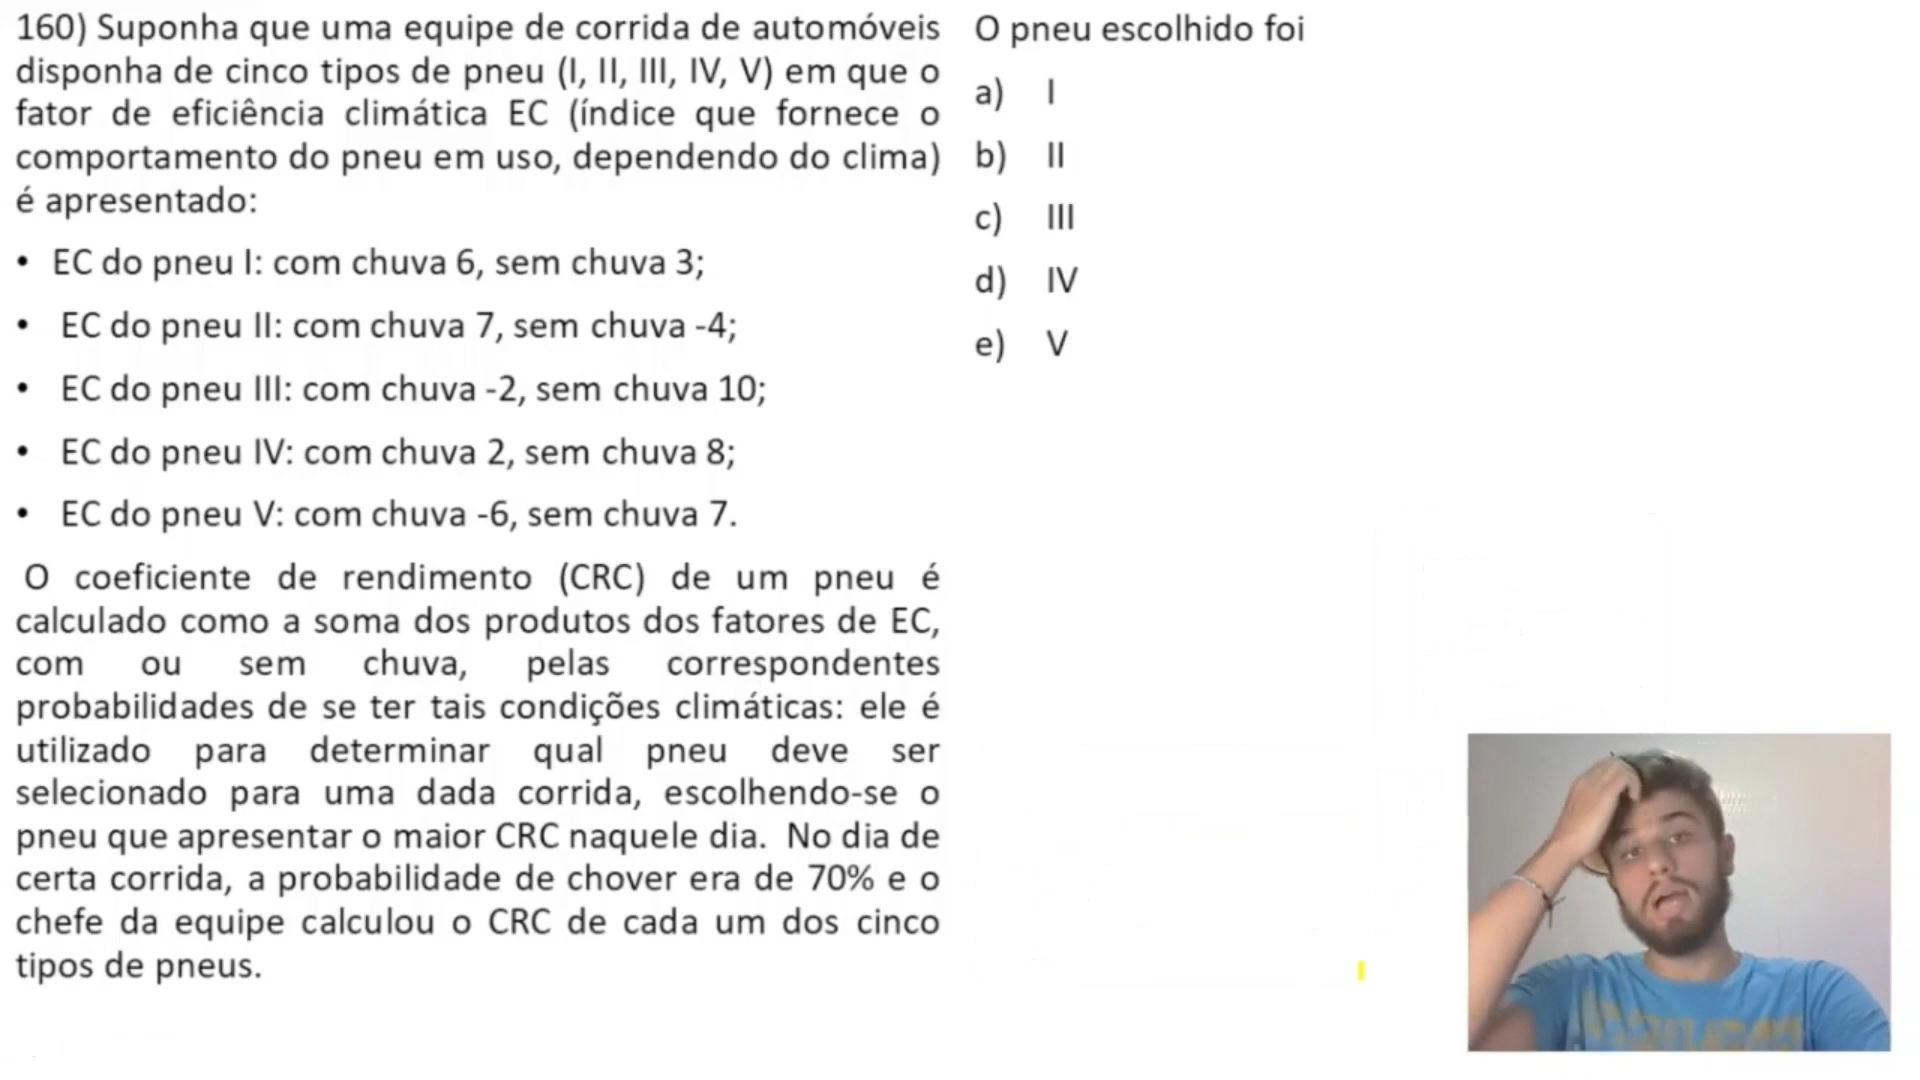 160) Suponha que uma equipe de corrida de automóveis
disponha de cinco tipos de pneu (I, II, III, IV, V) em que o
fator de eficiência climática EC (índice que fornece o
comportamento do pneu em uso, dependendo do clima)
é apresentado:
• EC do pneu I: com chuva 6, sem chuva 3;
• EC do pneu II: com chuva 7, sem chuva -4;
• EC do pneu III: com chuva -2, sem chuva 10;
• EC do pneu IV: com chuva 2, sem chuva 8;
• EC do pneu V: com chuva -6, sem chuva 7.
O coeficiente de rendimento (CRC) de um pneu é
calculado como a soma dos produtos dos fatores de EC,
com ou sem chuva, pelas correspondentes
probabilidades de se ter tais condições climáticas: ele é
utilizado para determinar qual pneu deve ser
selecionado para uma dada corrida, escolhendo-se o
pneu que apresentar o maior CRC naquele dia. No dia de
certa corrida, a probabilidade de chover era de 70% e o
chefe da equipe calculou o CRC de cada um dos cinco
tipos de pneus.
O pneu escolhido foi
a) I
b) II
c) III
d) IV
e) V